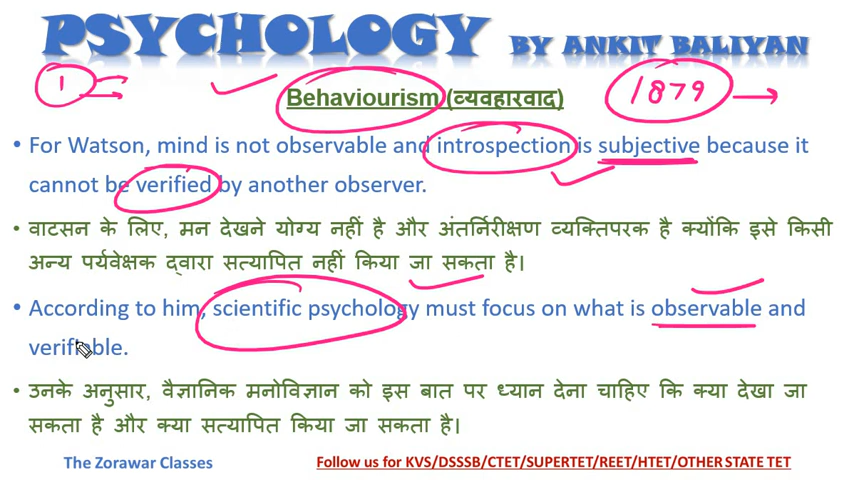 PSYCHOLOGY BY ANKIT BALIYAN
1
Behaviourism (व्यवहारवाद)
1879
• For Watson, mind is not observable and introspection is subjective because it
cannot be verified by another observer.
• वाटसन के लिए, मन देखने योग्य नहीं है और अंतर्निरीक्षण व्यक्तिपरक है क्योंकि इसे किसी
अन्य पर्यवेक्षक द्वारा सत्यापित नहीं किया जा सकता है।
• According to him, scientific psychology must focus on what is observable and
verifiable.
• उनके अनुसार, वैज्ञानिक मनोविज्ञान को इस बात पर ध्यान देना चाहिए कि क्या देखा जा
सकता है और क्या सत्यापित किया जा सकता है।
The Zorawar Classes
Follow us for KVS/DSSSB/CTET/SUPERTET/REET/HTET/OTHER STATE TET